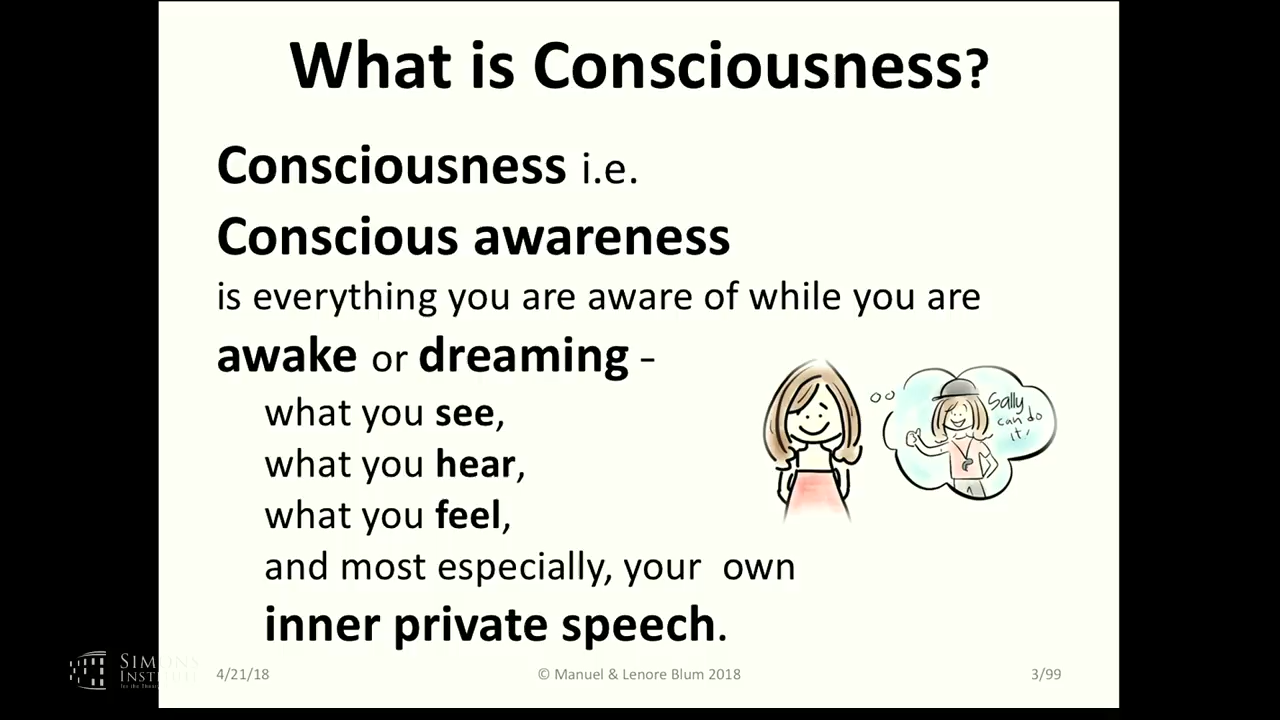 What is Consciousness?
Consciousness i.e.
Conscious awareness
is everything you are aware of while you are
awake or dreaming –
what you see,
what you hear,
what you feel,
and most especially, your own
inner private speech.
Sally
can do
it!
SIMONS
INSTITUTE
4/21/18
© Manuel & Lenore Blum 2018
3/99